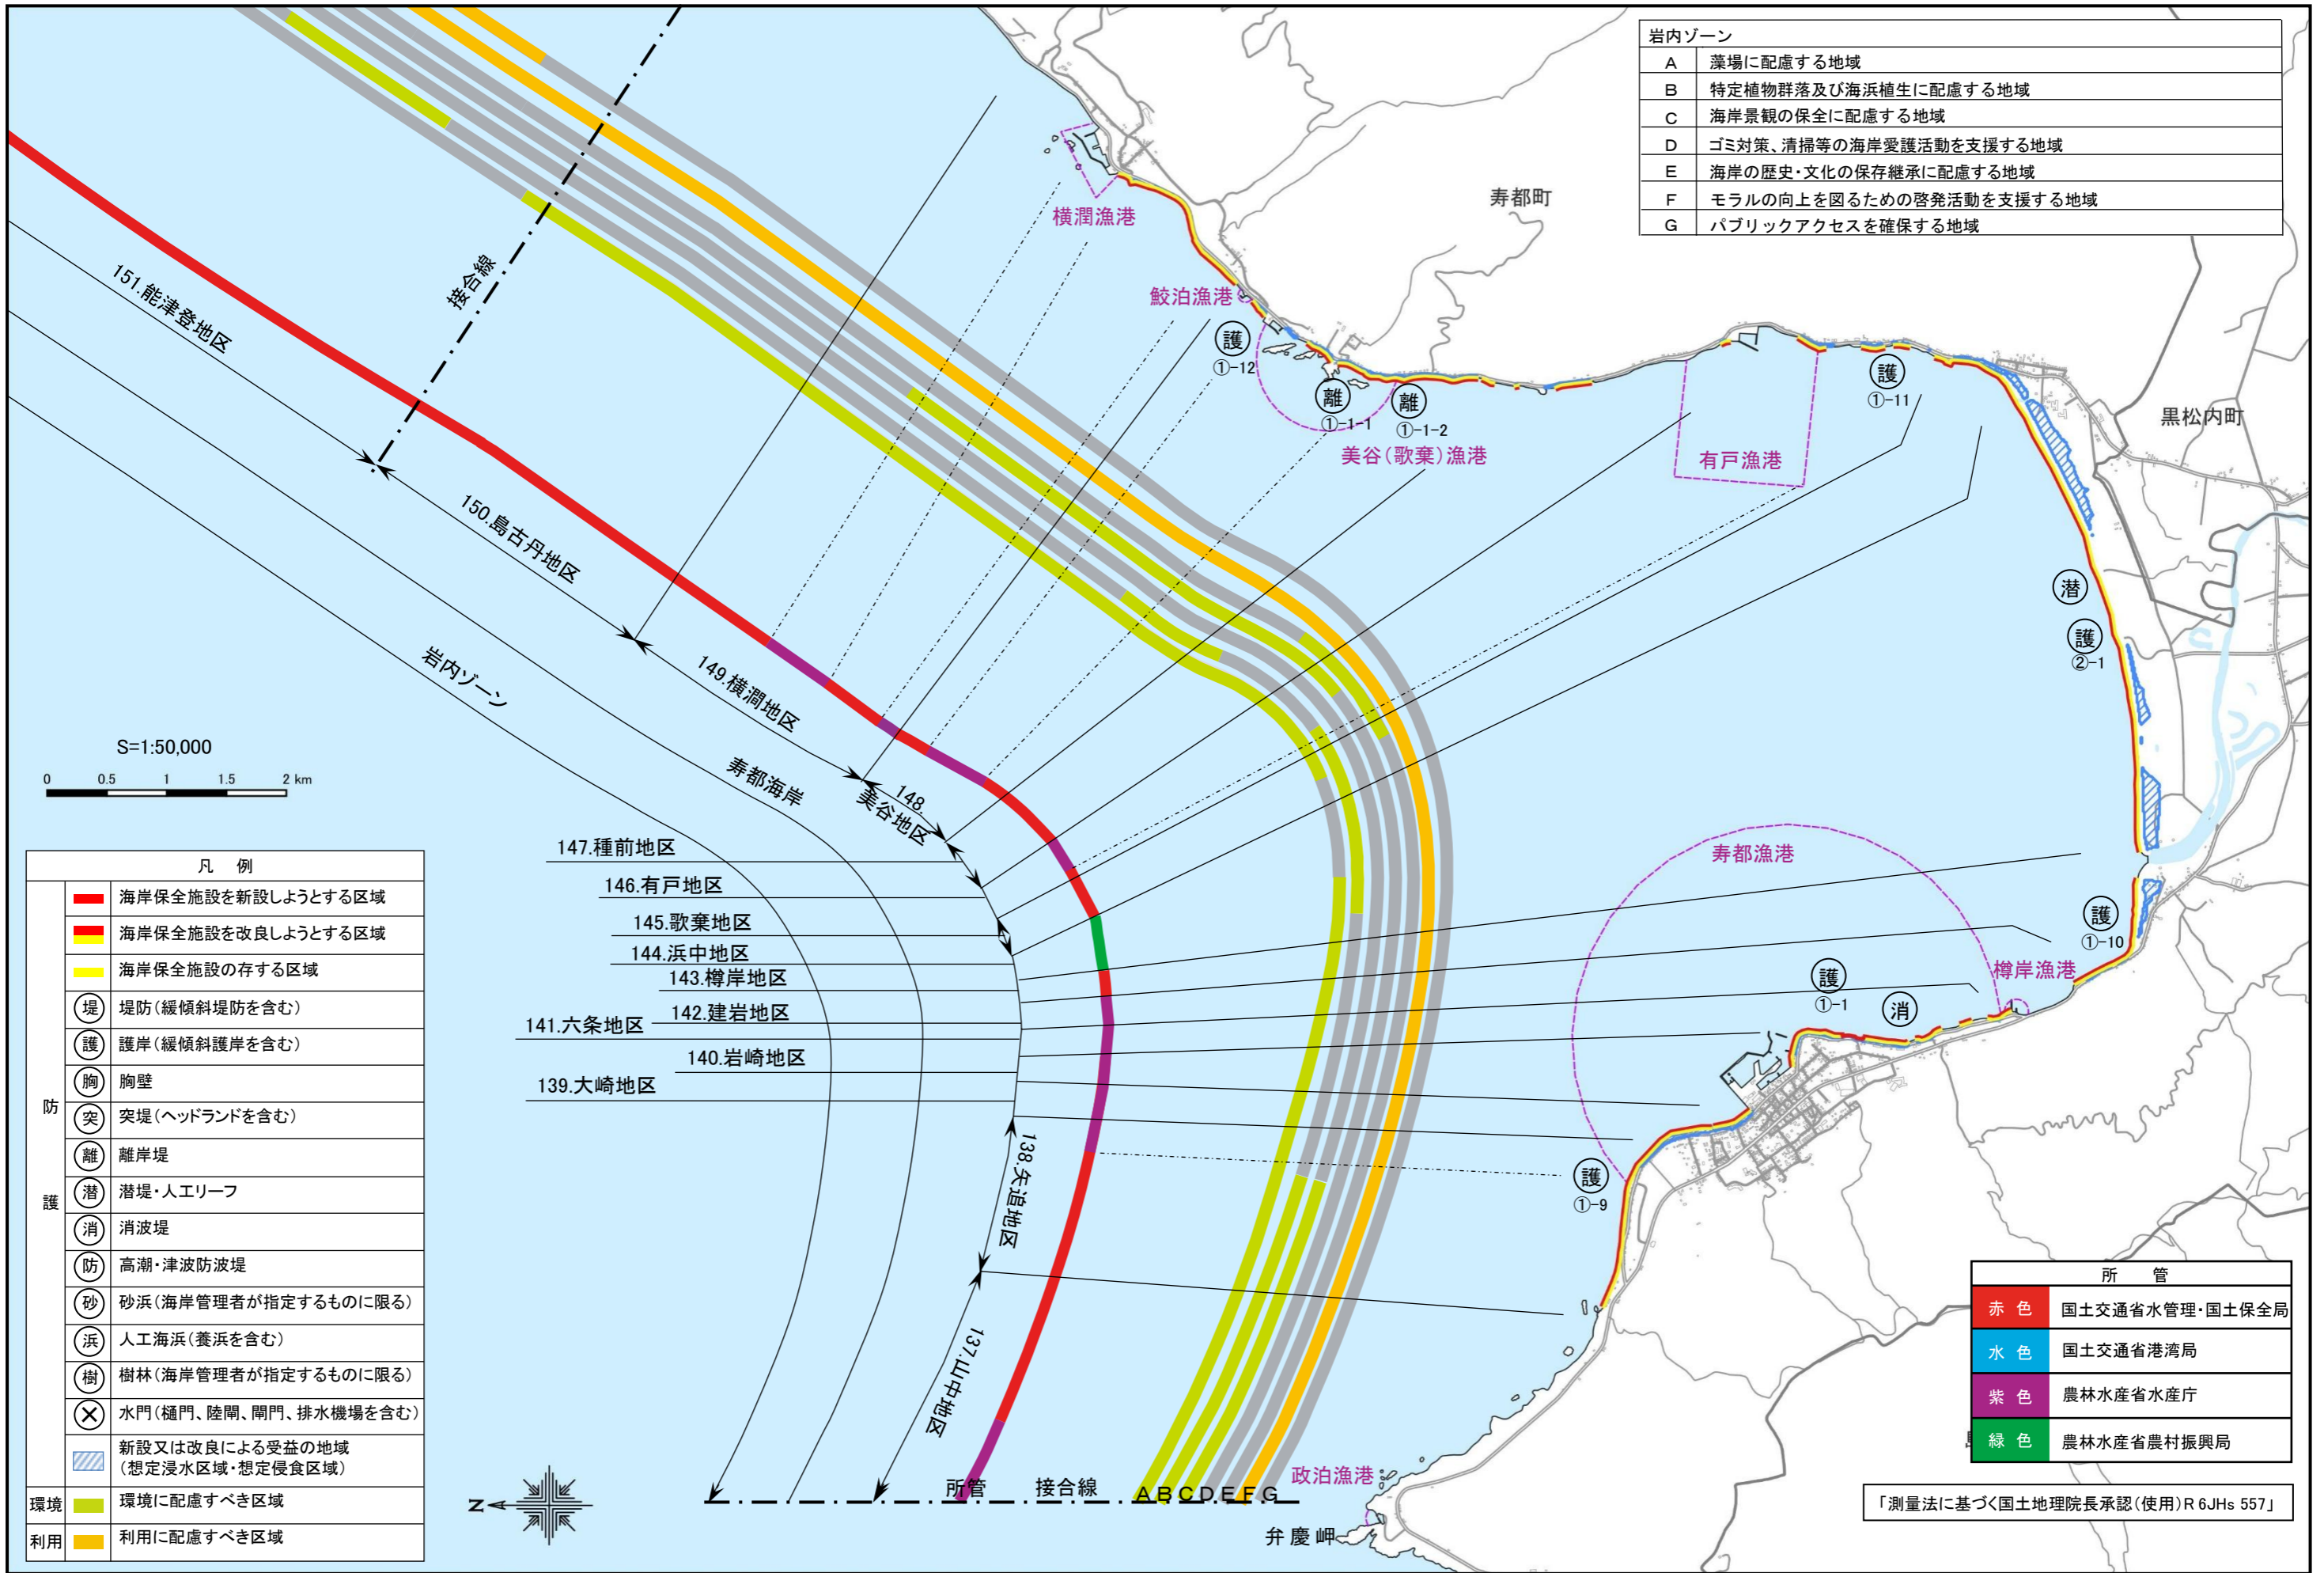 岩内ゾーン
A 藻場に配慮する地域
B 特定植物群落及び海浜植生に配慮する地域
C 海岸景観の保全に配慮する地域
D ゴミ対策、清掃等の海岸愛護活動を支援する地域
E 海岸の歴史・文化の保存継承に配慮する地域
F モラルの向上を図るための啓発活動を支援する地域
G パブリックアクセスを確保する地域
寿都町
横潤漁港
接合線
151.能津登地区
鮫泊漁港
護
①-12
離
①-1-1
離
①-1-2
護
①-11
黒松内町
美谷(歌棄)漁港
有戸漁港
150.島古丹地区
潜
護
②-1
岩内ゾーン
149.横澗地区
S=1:50,000
0 0.5 1 1.5 2 km
寿都海岸
148.
美谷地区
147.種前地区
146.有戸地区
145.歌棄地区
144.浜中地区
143.樽岸地区
142.建岩地区
141.六条地区
140.岩崎地区
139.大崎地区
138.矢追地区
137.山中地区
寿都漁港
護
①-10
樽岸漁港
護
①-1
消
護
①-9
凡 例
防護
海岸保全施設を新設しようとする区域
海岸保全施設を改良しようとする区域
海岸保全施設の存する区域
堤 堤防(緩傾斜堤防を含む)
護 護岸(緩傾斜護岸を含む)
胸 胸壁
突 突堤(ヘッドランドを含む)
離 離岸堤
潜 潜堤・人工リーフ
消 消波堤
防 高潮・津波防波堤
砂 砂浜(海岸管理者が指定するものに限る)
浜 人工海浜(養浜を含む)
樹 樹林(海岸管理者が指定するものに限る)
水門(樋門、陸閘、閘門、排水機場を含む)
新設又は改良による受益の地域
(想定浸水区域・想定侵食区域)
環境 環境に配慮すべき区域
利用 利用に配慮すべき区域
所 管
赤 色 国土交通省水管理・国土保全局
水 色 国土交通省港湾局
紫 色 農林水産省水産庁
緑 色 農林水産省農村振興局
Z
所管 接合線 A B C D E F G
政泊漁港
弁慶岬
「測量法に基づく国土地理院長承認(使用)R 6JHs 557」